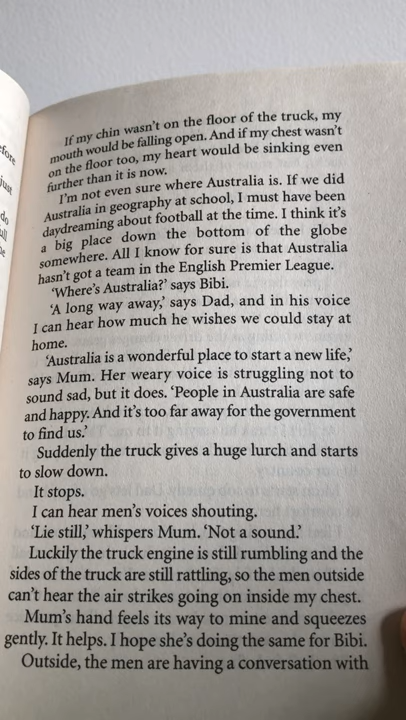 efore
just
do
ull
If my chin wasn't on the floor of the truck, my
mouth would be falling open. And if my chest wasn't
on the floor too, my heart would be sinking even
further than it is now.
I'm not even sure where Australia is. If we did
Australia in geography at school, I must have been
daydreaming about football at the time. I think it's
a big place down the bottom of the globe
somewhere. All I know for sure is that Australia
hasn't got a team in the English Premier League.
'Where's Australia?' says Bibi.
'A long way away,' says Dad, and in his voice
I can hear how much he wishes we could stay at
home.
'Australia is a wonderful place to start a new life,'
says Mum. Her weary voice is struggling not to
sound sad, but it does. 'People in Australia are safe
and happy. And it's too far away for the government
to find us.'
Suddenly the truck gives a huge lurch and starts
to slow down.
It stops.
I can hear men's voices shouting.
'Lie still,' whispers Mum. 'Not a sound.'
Luckily the truck engine is still rumbling and the
sides of the truck are still rattling, so the men outside
can't hear the air strikes going on inside my chest.
Mum's hand feels its way to mine and squeezes
gently. It helps. I hope she's doing the same for Bibi.
Outside, the men are having a conversation with